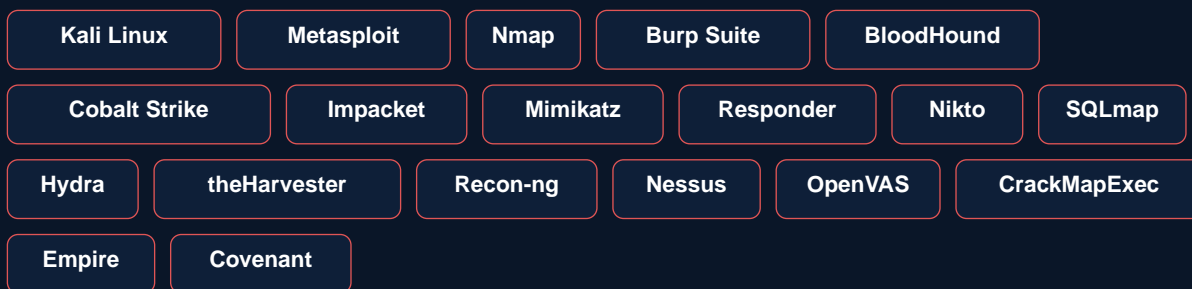 Kali Linux Metasploit Nmap Burp Suite BloodHound
Cobalt Strike Impacket Mimikatz Responder Nikto SQLmap
Hydra theHarvester Recon-ng Nessus OpenVAS CrackMapExec
Empire Covenant